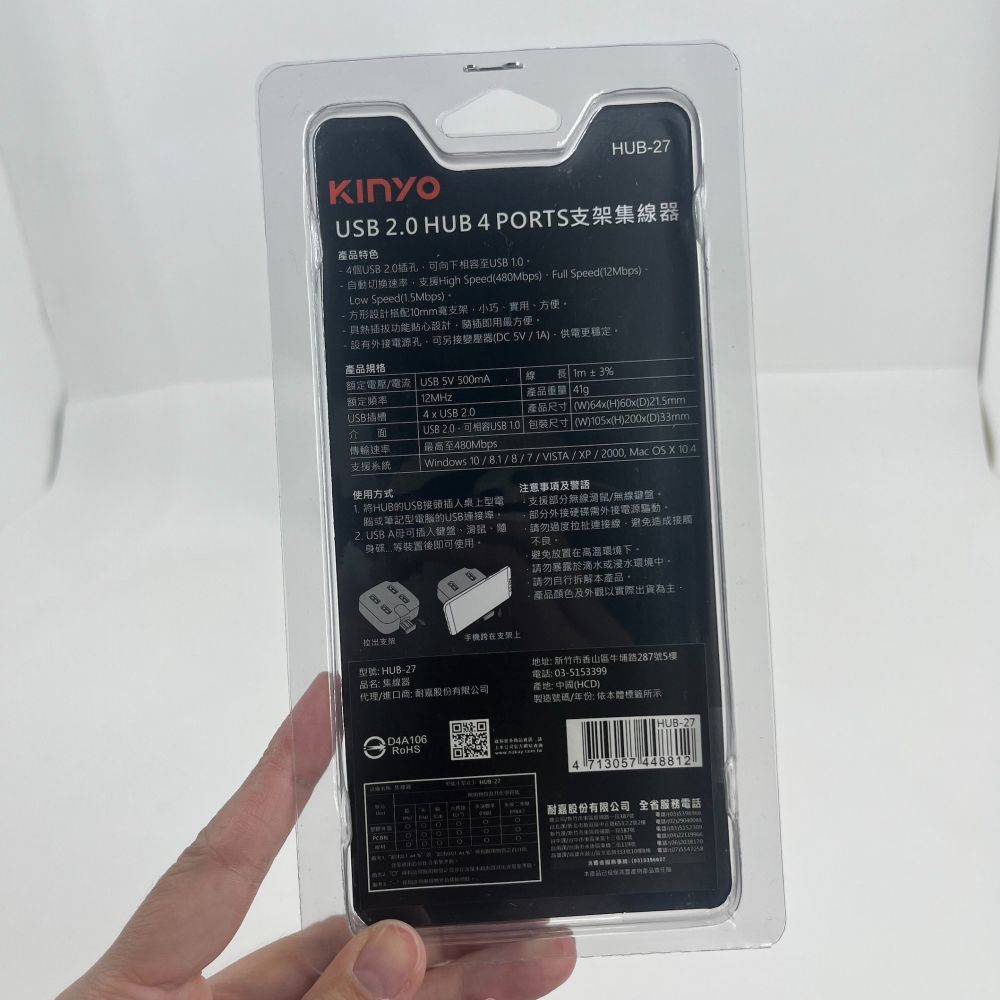 HUB-27
KINYO
USB 2.0 HUB 4 PORTS支架集線器
產品特色
- 4個USB 2.0插孔，可向下相容至USB 1.0。
- 自動切換速率，支援High Speed(480Mbps)、Full Speed(12Mbps)、
Low Speed(1.5Mbps)。
- 方形設計搭配10mm寬支架，小巧、實用、方便。
- 具熱插拔功能貼心設計，隨插即用最方便。
- 設有外接電源孔，可另接變壓器(DC 5V / 1A)，供電更穩定。
產品規格
額定電壓/電流 USB 5V 500mA 線 長 1m ± 3%
額定頻率 12MHz 產品重量 41g
USB插槽 4 x USB 2.0 產品尺寸 (W)64x(H)60x(D)21.5mm
介 面 USB 2.0、可相容USB 1.0 包裝尺寸 (W)105x(H)200x(D)33mm
傳輸速率 最高至480Mbps
支援系統 Windows 10 / 8.1 / 8 / 7 / VISTA / XP / 2000, Mac OS X 10.4
使用方式
1. 將HUB的USB接頭插入桌上型電
腦或筆記型電腦的USB連接埠。
2. USB A母可插入鍵盤、滑鼠、隨
身碟...等裝置後即可使用。
注意事項及警語
．支援部分無線滑鼠/無線鍵盤。
．部分外接硬碟需外接電源驅動。
．請勿過度拉扯連接線，避免造成接觸
不良。
．避免放置在高溫環境下。
．請勿暴露於滴水或浸水環境中。
．請勿自行拆解本產品。
．產品顏色及外觀以實際出貨為主．
拉出支架
手機跨在支架上
型號: HUB-27
品名: 集線器
代理/進口商: 耐嘉股份有限公司
地址: 新竹市香山區牛埔路287號5樓
電話: 03-5153399
產地: 中國(HCD)
製造號碼/年份: 依本體標籤所示
D4A106
RoHS
www.nakay.com.tw
HUB-27
4 713057 448812
HUB-27
耐嘉股份有限公司 全省服務電話